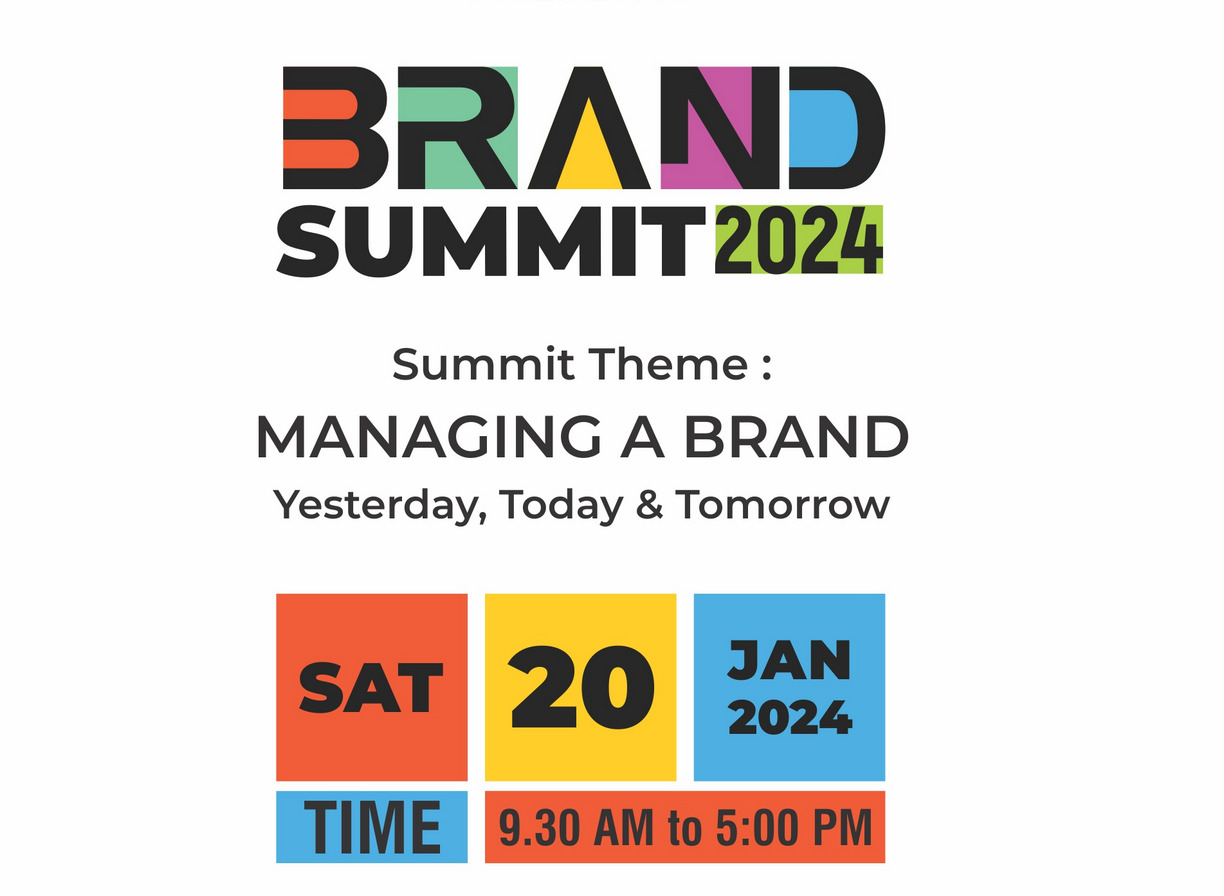 BRAND
SUMMIT 2024
Summit Theme :
MANAGING A BRAND
Yesterday, Today & Tomorrow
SAT 20 JAN
2024
TIME 9.30 AM to 5:00 PM